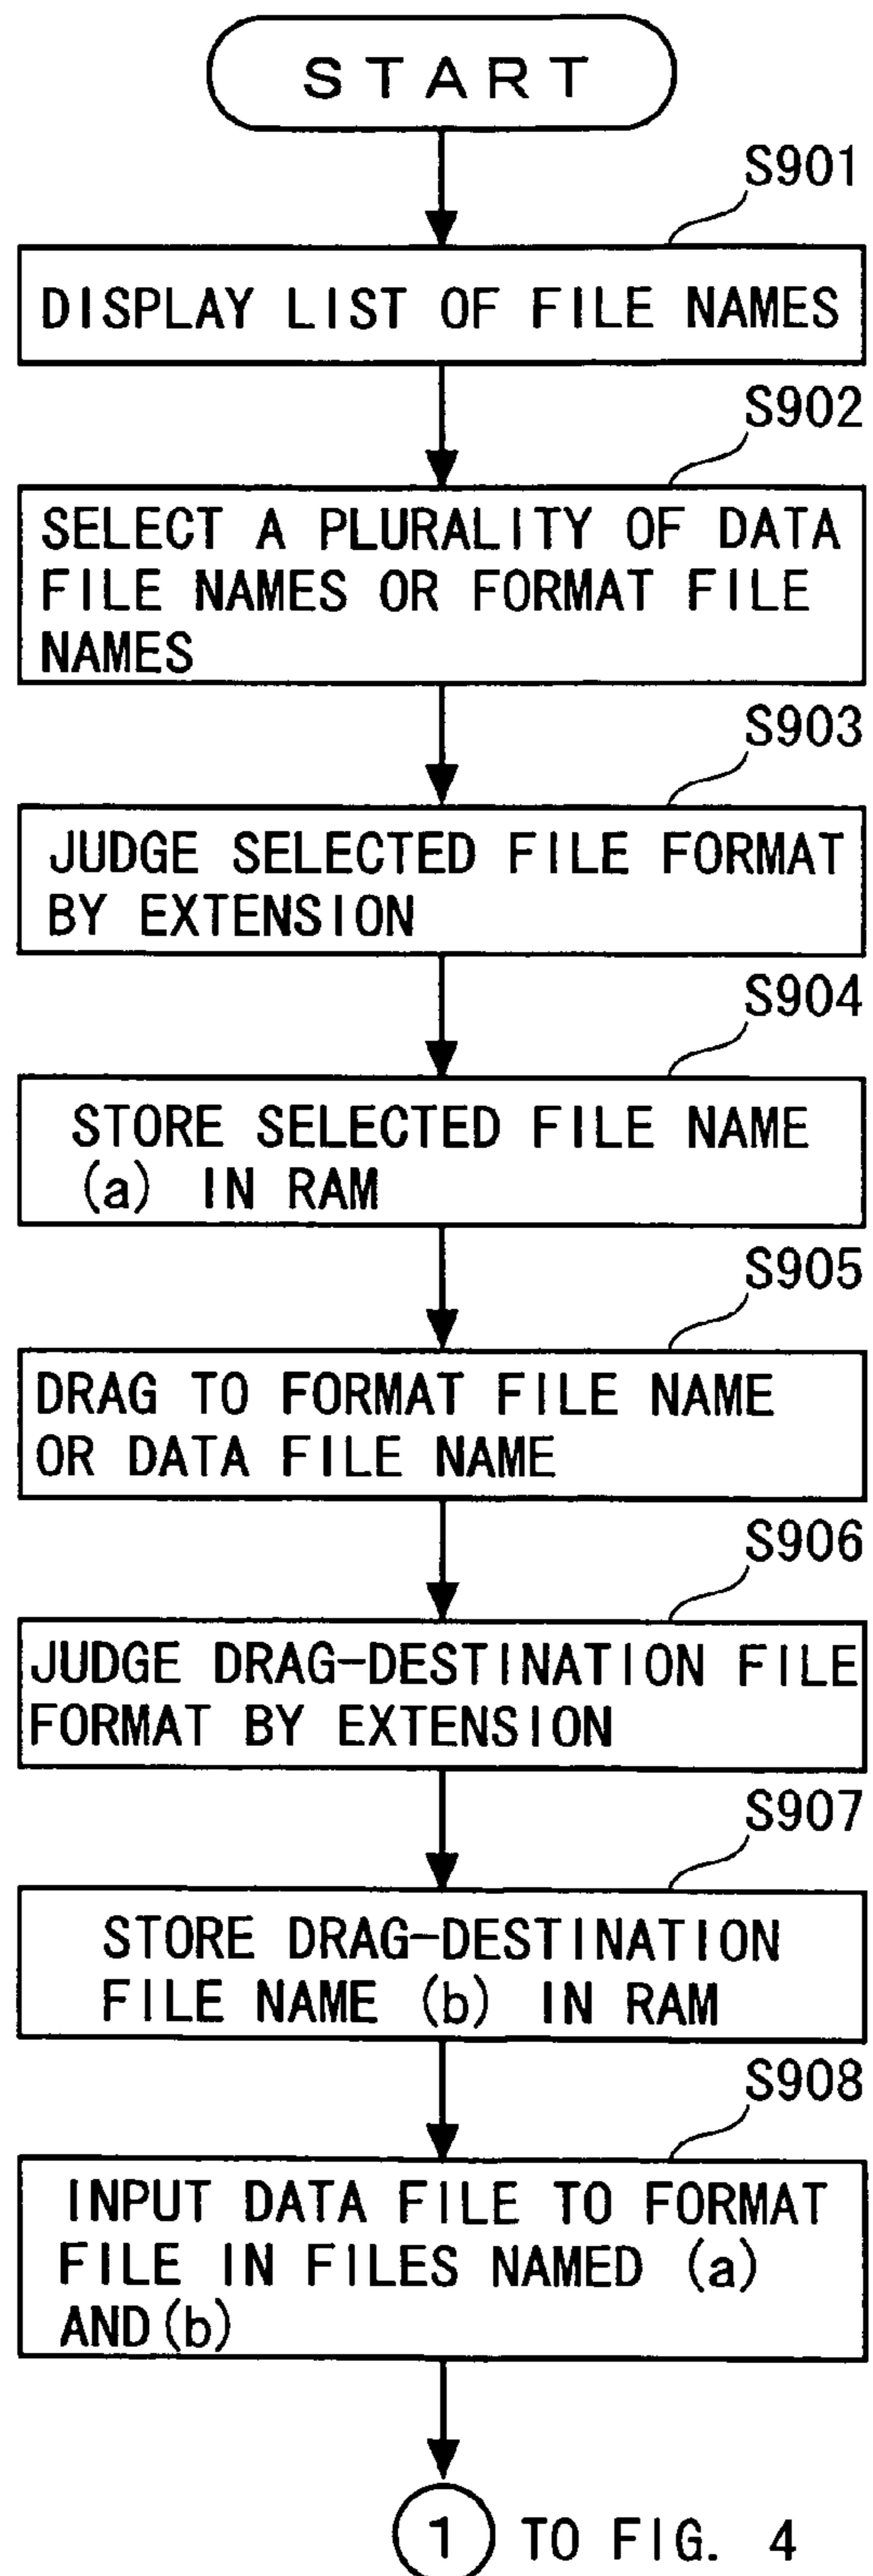 START
S901
DISPLAY LIST OF FILE NAMES
S902
SELECT A PLURALITY OF DATA
FILE NAMES OR FORMAT FILE
NAMES
S903
JUDGE SELECTED FILE FORMAT
BY EXTENSION
S904
STORE SELECTED FILE NAME
(a) IN RAM
S905
DRAG TO FORMAT FILE NAME
OR DATA FILE NAME
S906
JUDGE DRAG-DESTINATION FILE
FORMAT BY EXTENSION
S907
STORE DRAG-DESTINATION
FILE NAME (b) IN RAM
S908
INPUT DATA FILE TO FORMAT
FILE IN FILES NAMED (a)
AND(b)
1 TO FIG. 4